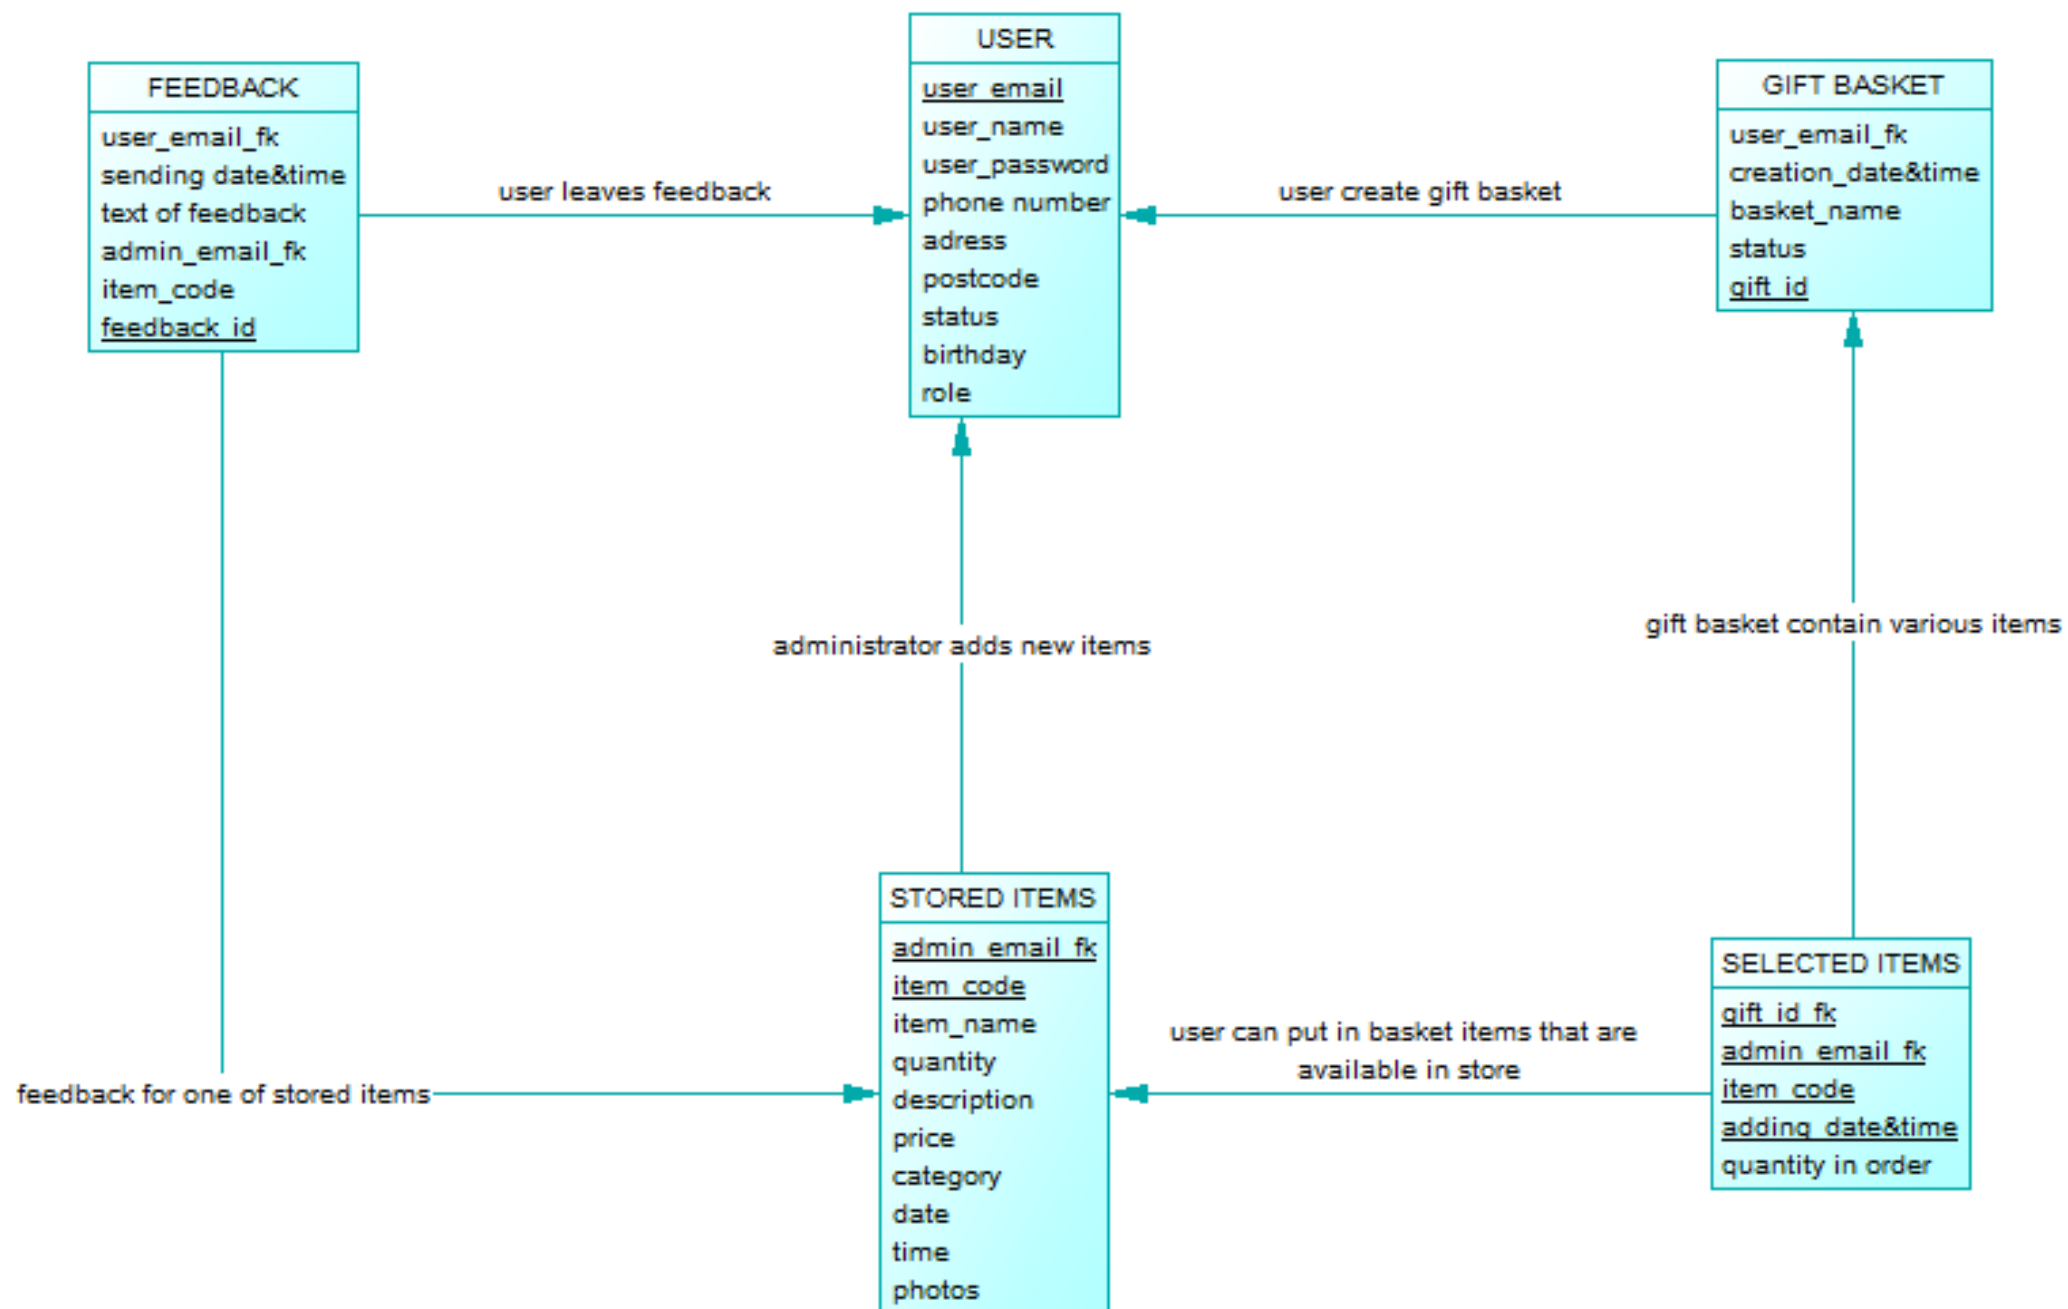 FEEDBACK
user_email_fk
sending date&time
text of feedback
admin_email_fk
item_code
feedback_id
user leaves feedback
USER
user_email
user_name
user_password
phone number
adress
postcode
status
birthday
role
user create gift basket
GIFT BASKET
user_email_fk
creation_date&time
basket_name
status
gift_id
administrator adds new items
gift basket contain various items
feedback for one of stored items
STORED ITEMS
admin_email_fk
item_code
item_name
quantity
description
price
category
date
time
photos
user can put in basket items that are
available in store
SELECTED ITEMS
gift_id_fk
admin_email_fk
item_code
adding_date&time
quantity in order